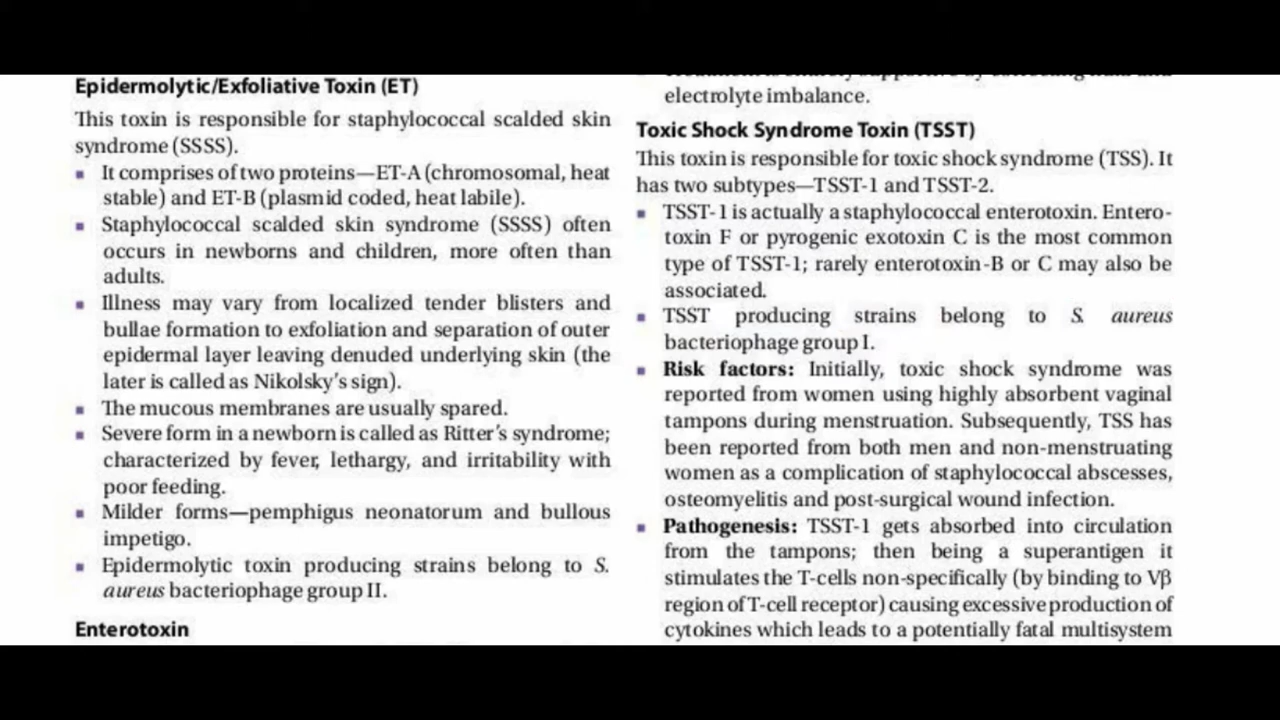 Epidermolytic/Exfoliative Toxin (ET)
This toxin is responsible for staphylococcal scalded skin
syndrome (SSSS).
▪ It comprises of two proteins—ET-A (chromosomal, heat
stable) and ET-B (plasmid coded, heat labile).
▪ Staphylococcal scalded skin syndrome (SSSS) often
occurs in newborns and children, more often than
adults.
▪ Illness may vary from localized tender blisters and
bullae formation to exfoliation and separation of outer
epidermal layer leaving denuded underlying skin (the
later is called as Nikolsky's sign).
▪ The mucous membranes are usually spared.
▪ Severe form in a newborn is called as Ritter's syndrome;
characterized by fever, lethargy, and irritability with
poor feeding.
▪ Milder forms—pemphigus neonatorum and bullous
impetigo.
▪ Epidermolytic toxin producing strains belong to S.
aureus bacteriophage group II.
Enterotoxin
electrolyte imbalance.
Toxic Shock Syndrome Toxin (TSST)
This toxin is responsible for toxic shock syndrome (TSS). It
has two subtypes—TSST-1 and TSST-2.
▪ TSST-1 is actually a staphylococcal enterotoxin. Entero-
toxin F or pyrogenic exotoxin C is the most common
type of TSST-1; rarely enterotoxin-B or C may also be
associated.
▪ TSST producing strains belong to S. aureus
bacteriophage group I.
▪ Risk factors: Initially, toxic shock syndrome was
reported from women using highly absorbent vaginal
tampons during menstruation. Subsequently, TSS has
been reported from both men and non-menstruating
women as a complication of staphylococcal abscesses,
osteomyelitis and post-surgical wound infection.
▪ Pathogenesis: TSST-1 gets absorbed into circulation
from the tampons; then being a superantigen it
stimulates the T-cells non-specifically (by binding to Vβ
region of T-cell receptor) causing excessive production of
cytokines which leads to a potentially fatal multisystem